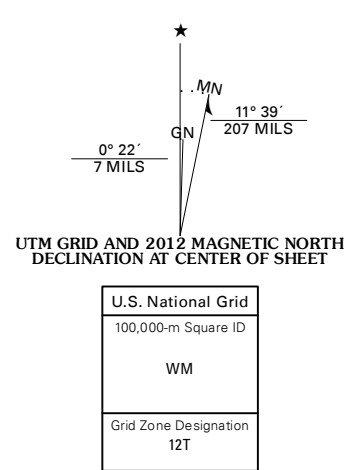 ★
MN
11° 39´
207 MILS
GN
0° 22´
7 MILS
UTM GRID AND 2012 MAGNETIC NORTH
DECLINATION AT CENTER OF SHEET
U.S. National Grid
100,000-m Square ID
WM
Grid Zone Designation
12T